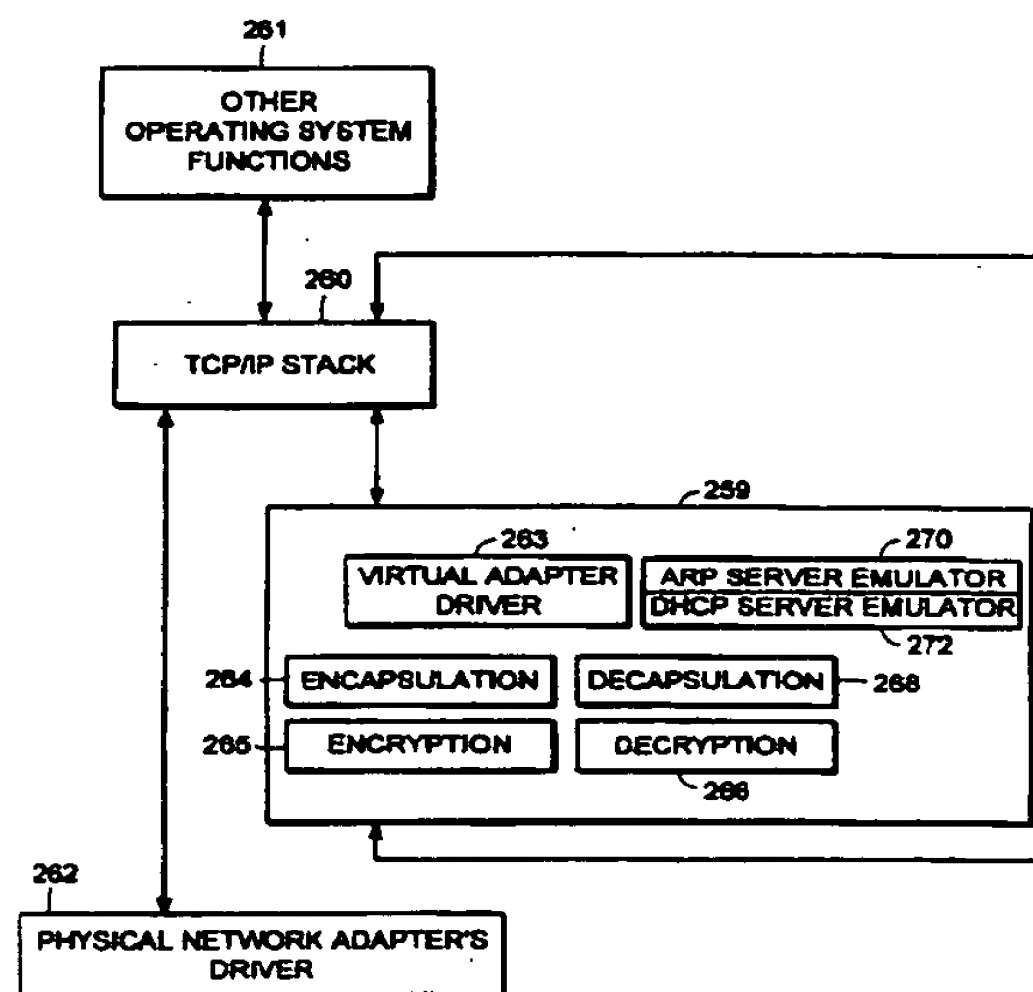 261
OTHER
OPERATING SYSTEM
FUNCTIONS
260
TCP/IP STACK
259
263
VIRTUAL ADAPTER
DRIVER
270
ARP SERVER EMULATOR
DHCP SERVER EMULATOR
272
264
ENCAPSULATION
DECAPSULATION
268
265
ENCRYPTION
DECRYPTION
266
262
PHYSICAL NETWORK ADAPTER'S
DRIVER